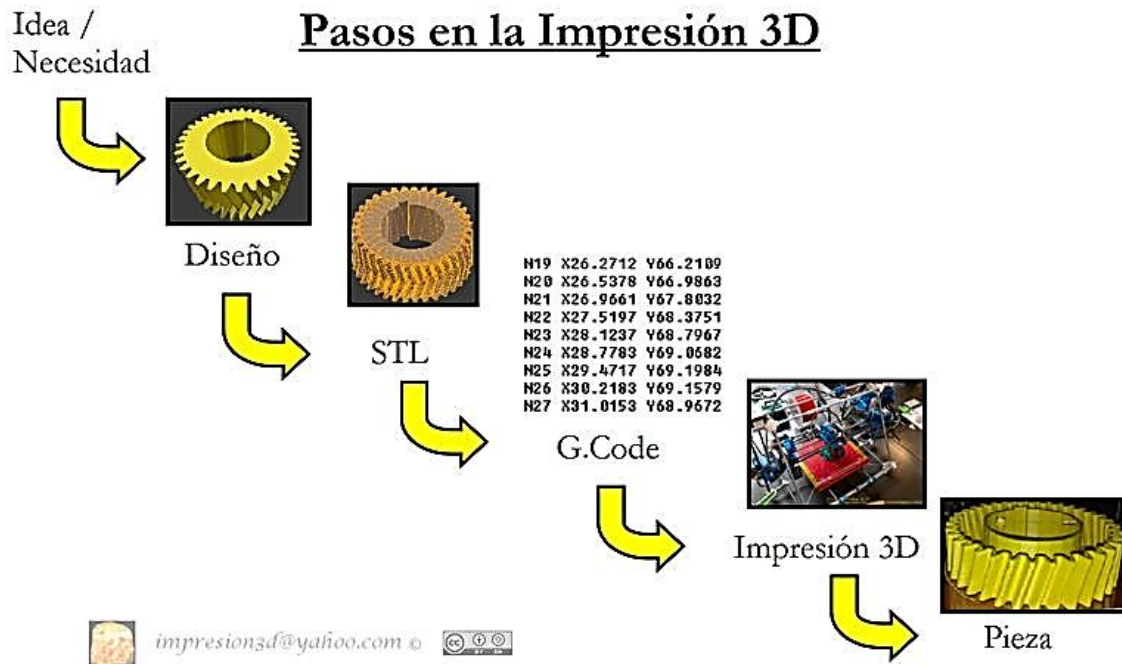 Pasos en la Impresión 3D
Idea /
Necesidad
Diseño
STL
N19 X26.2712 Y66.2109
N20 X26.5378 Y66.9863
N21 X26.9661 Y67.8032
N22 X27.5197 Y68.3751
N23 X28.1237 Y68.7967
N24 X28.7783 Y69.0682
N25 X29.4717 Y69.1984
N26 X30.2183 Y69.1579
N27 X31.0153 Y68.9672
G.Code
Impresión 3D
Pieza
impresion3d@yahoo.com ©
cc
BY SA